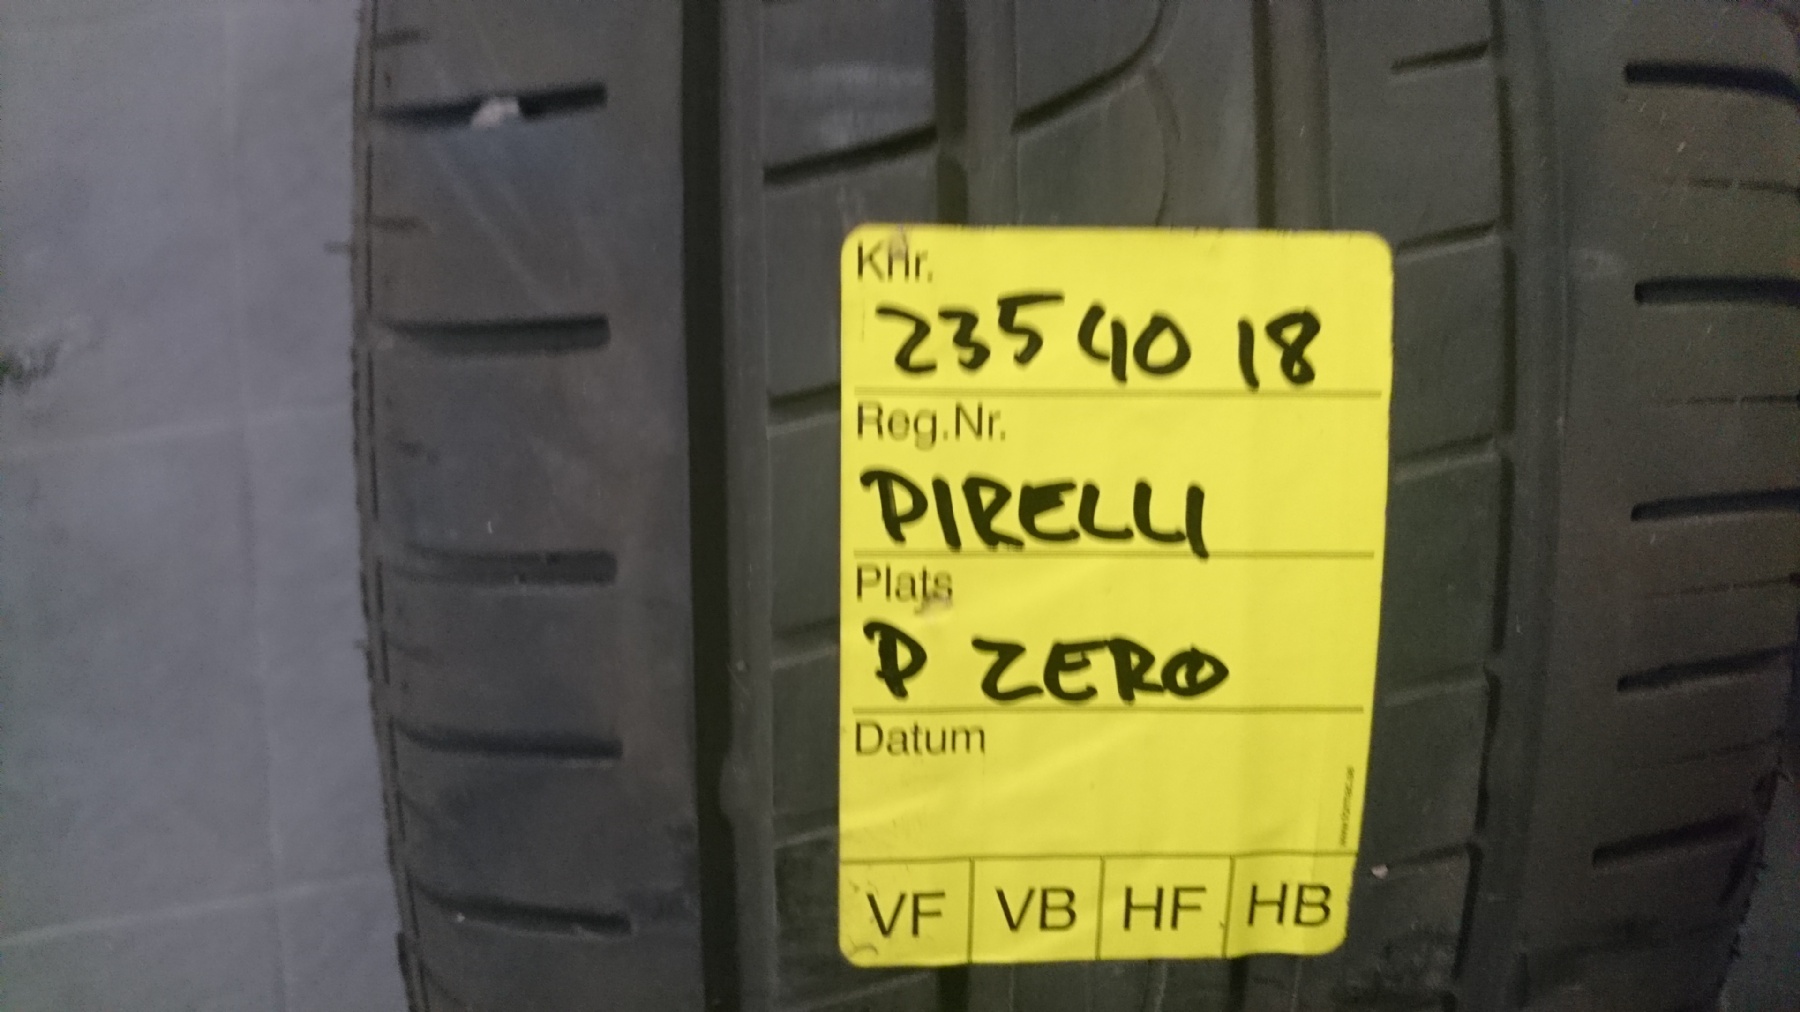 Knr.
235 40 18
Reg.Nr.
PIRELLI
Plats
P ZERO
Datum
VF VB HF HB